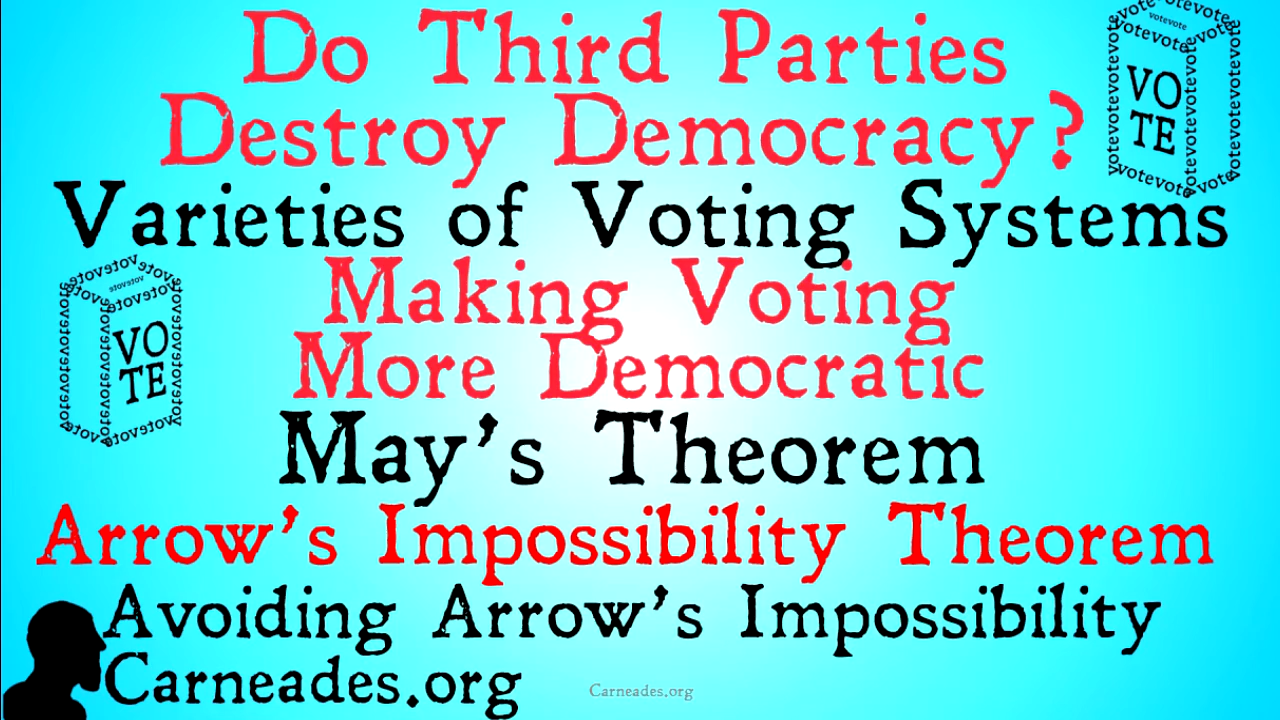 Do Third Parties
Destroy Democracy?
VO
TE
Varieties of Voting Systems
Making Voting
More Democratic
VO
TE
May's Theorem
Arrow's Impossibility Theorem
Avoiding Arrow's Impossibility
Carneades.org
Carneades.org